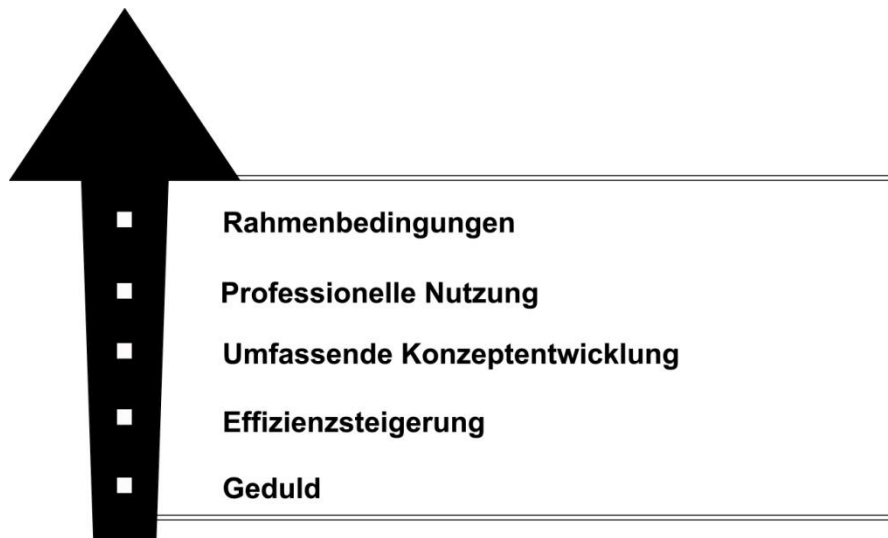 Rahmenbedingungen
Professionelle Nutzung
Umfassende Konzeptentwicklung
Effizienzsteigerung
Geduld